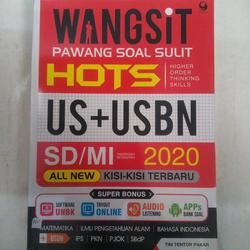 WANGSIT
PAWANG SOAL SULIT
HOTS
HIGHER
ORDER
THINKING
SKILLS
US+USBN
SD/MI
2020
ALL NEW
KISI-KISI TERBARU
SUPER BONUS
SOFTWARE
UNBK
TRYOUT
ONLINE
AUDIO
LISTENING
APPs
BANK SOAL
MATEMATIKA | ILMU PENGETAHUAN ALAM | BAHASA INDONESIA
IPS | PKN | PJOK | SBdP
TIM TENTOR PAKAR